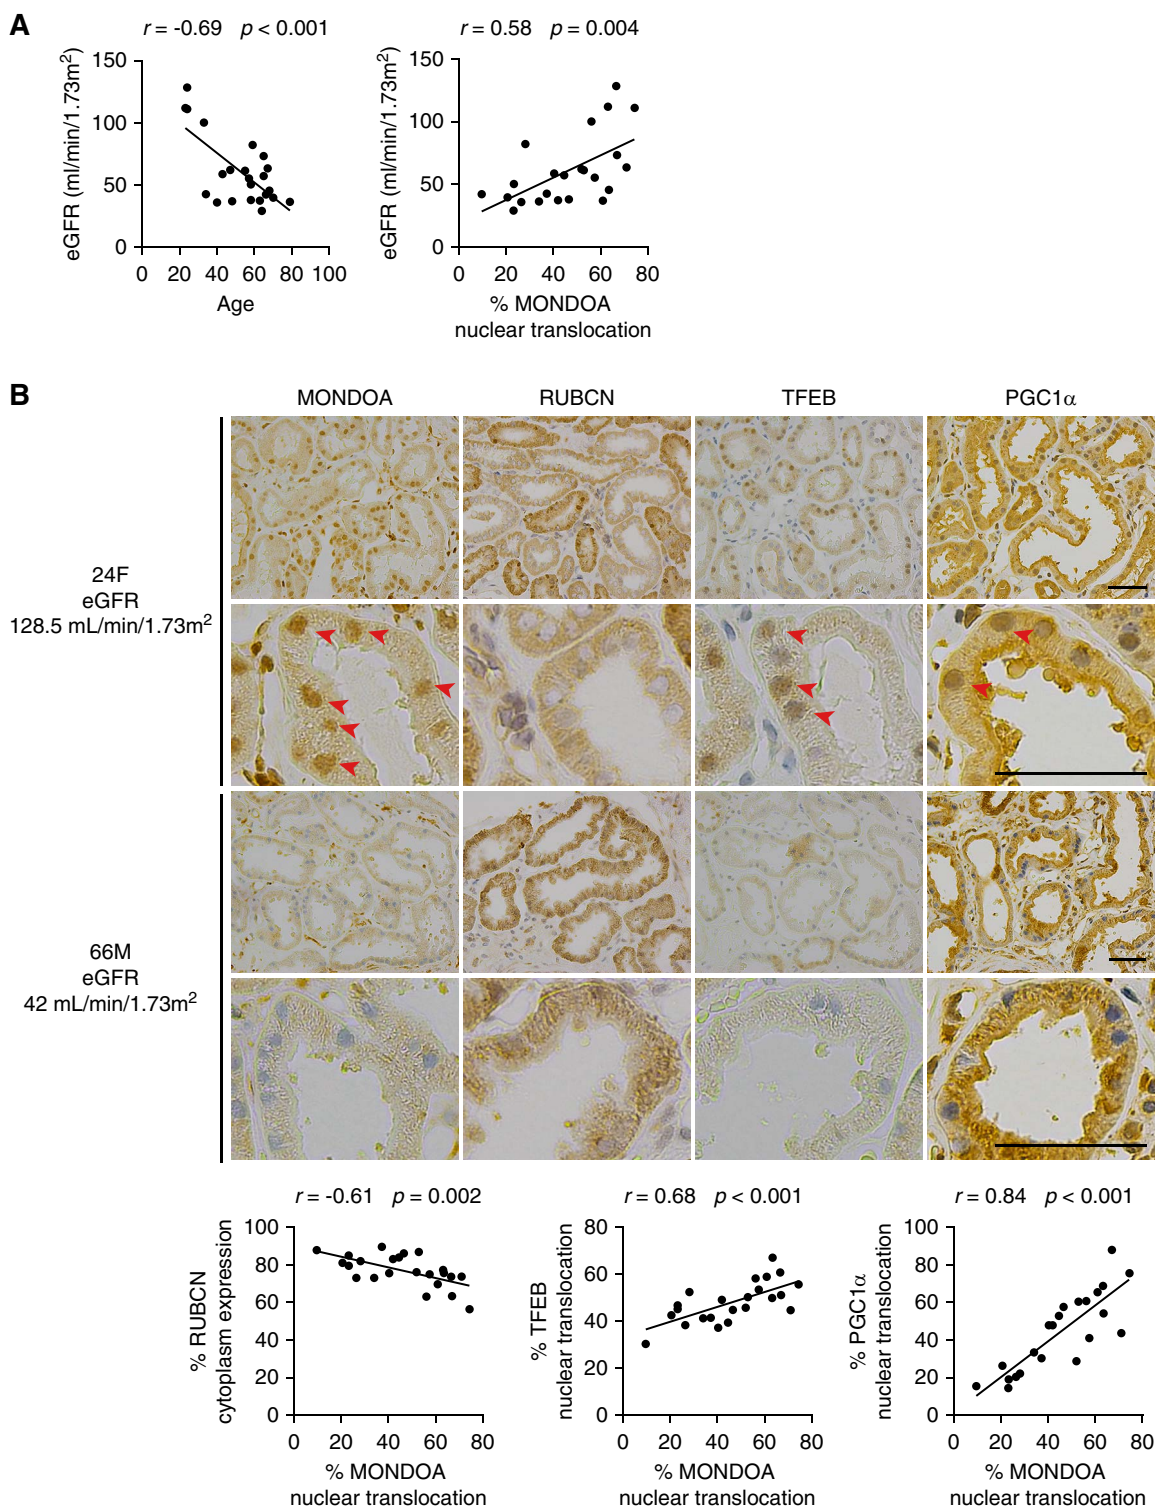 A
r = -0.69 p < 0.001
eGFR (ml/min/1.73m²)
150
100
50
0
0 20 40 60 80 100
Age
r = 0.58 p = 0.004
eGFR (ml/min/1.73m²)
150
100
50
0
0 20 40 60 80
% MONDOA
nuclear translocation
B
MONDOA RUBCN TFEB PGC1α
24F
eGFR
128.5 mL/min/1.73m²
66M
eGFR
42 mL/min/1.73m²
r = -0.61 p = 0.002
% RUBCN
cytoplasm expression
100
80
60
40
20
0
0 20 40 60 80
% MONDOA
nuclear translocation
r = 0.68 p < 0.001
% TFEB
nuclear translocation
80
60
40
20
0
0 20 40 60 80
% MONDOA
nuclear translocation
r = 0.84 p < 0.001
% PGC1α
nuclear translocation
100
80
60
40
20
0
0 20 40 60 80
% MONDOA
nuclear translocation